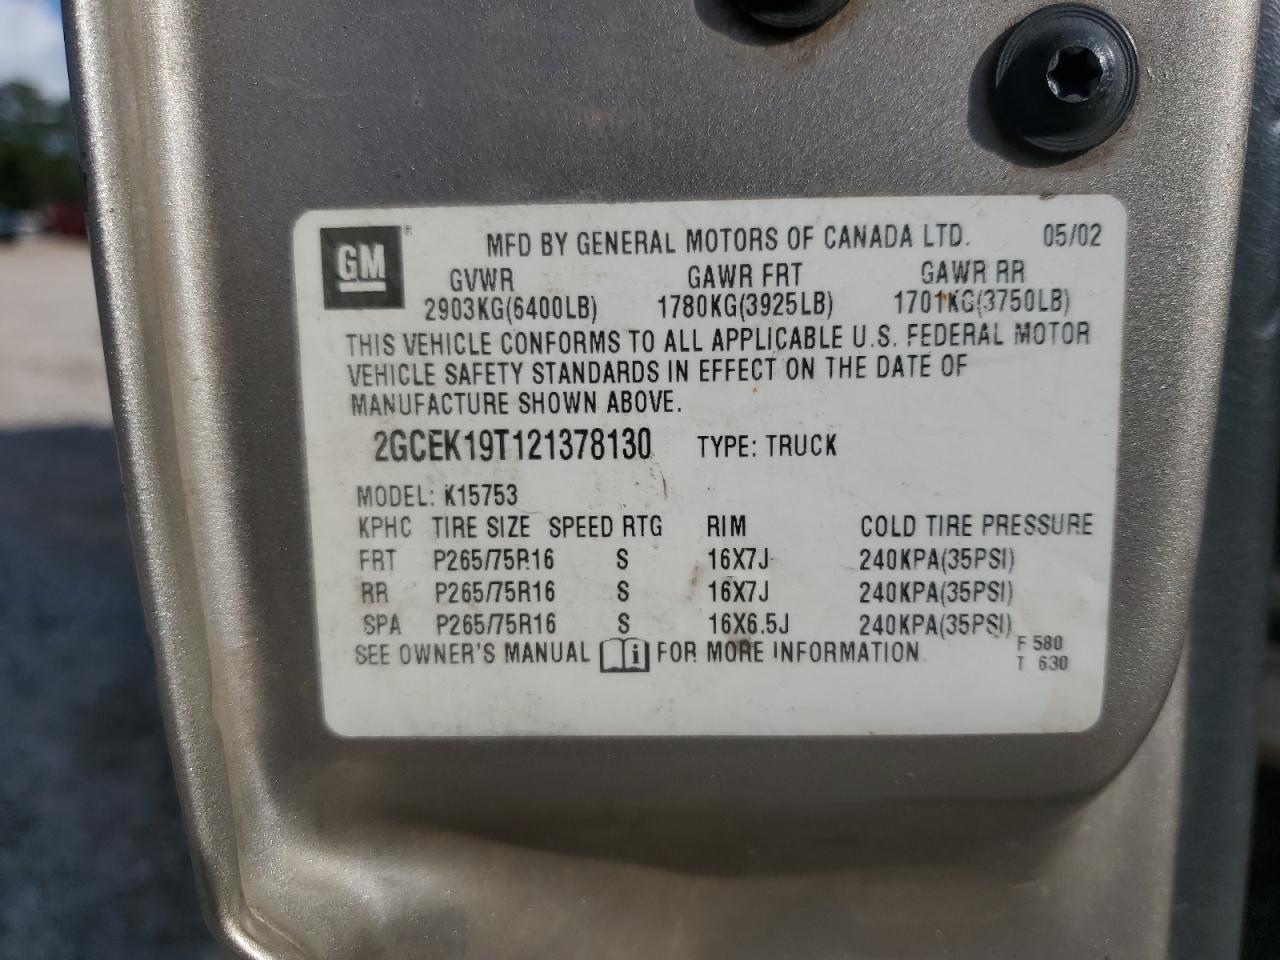 GM® MFD BY GENERAL MOTORS OF CANADA LTD. 05/02
GVWR GAWR FRT GAWR RR
2903KG(6400LB) 1780KG(3925LB) 1701KG(3750LB)
THIS VEHICLE CONFORMS TO ALL APPLICABLE U.S. FEDERAL MOTOR
VEHICLE SAFETY STANDARDS IN EFFECT ON THE DATE OF
MANUFACTURE SHOWN ABOVE.
2GCEK19T121378130 TYPE: TRUCK
MODEL: K15753
KPHC TIRE SIZE SPEED RTG RIM COLD TIRE PRESSURE
FRT P265/75R16 S 16X7J 240KPA(35PSI)
RR P265/75R16 S 16X7J 240KPA(35PSI)
SPA P265/75R16 S 16X6.5J 240KPA(35PSI)
SEE OWNER'S MANUAL i FOR MORE INFORMATION F 580
T 630